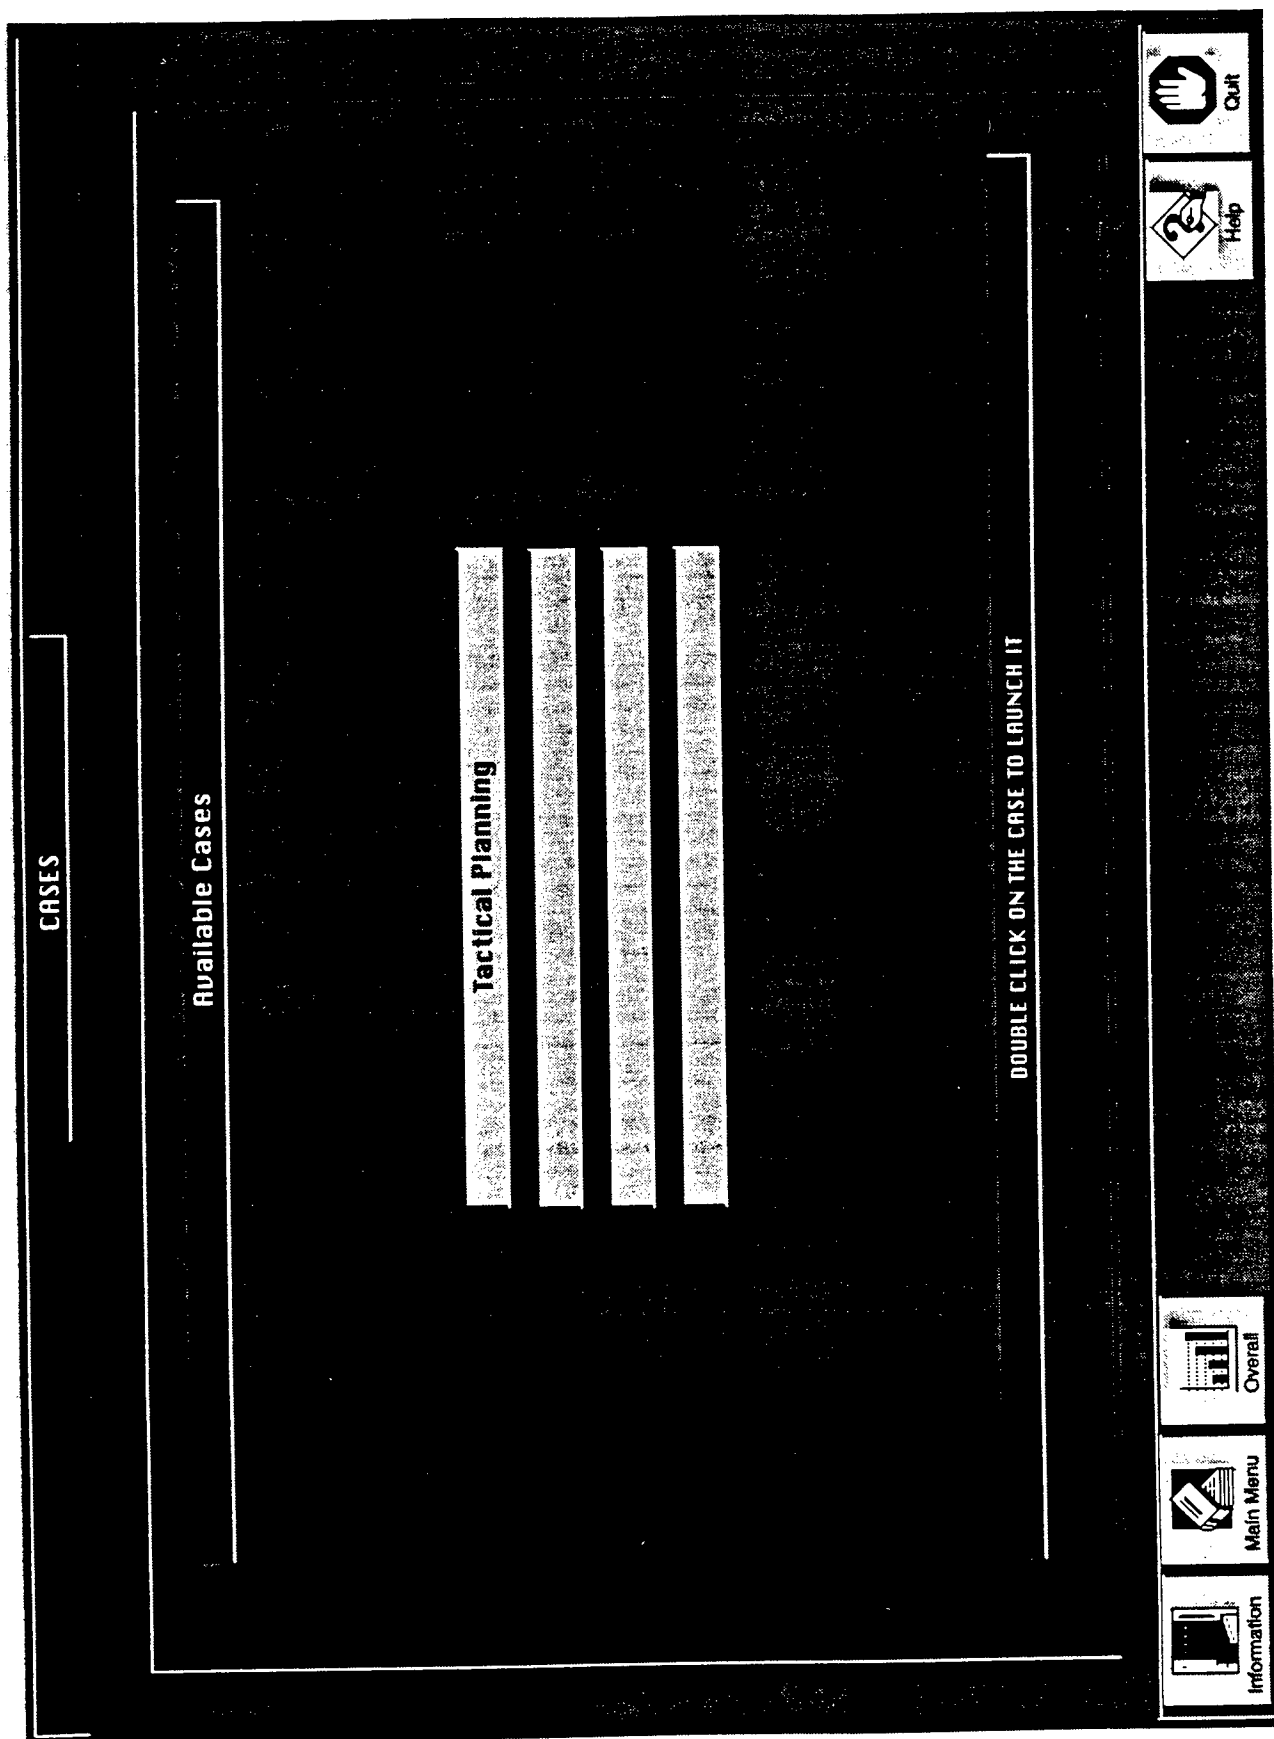 CASES
Available Cases
Tactical Planning
DOUBLE CLICK ON THE CASE TO LAUNCH IT
Information
Main Menu
Overall
?
Help
Quit